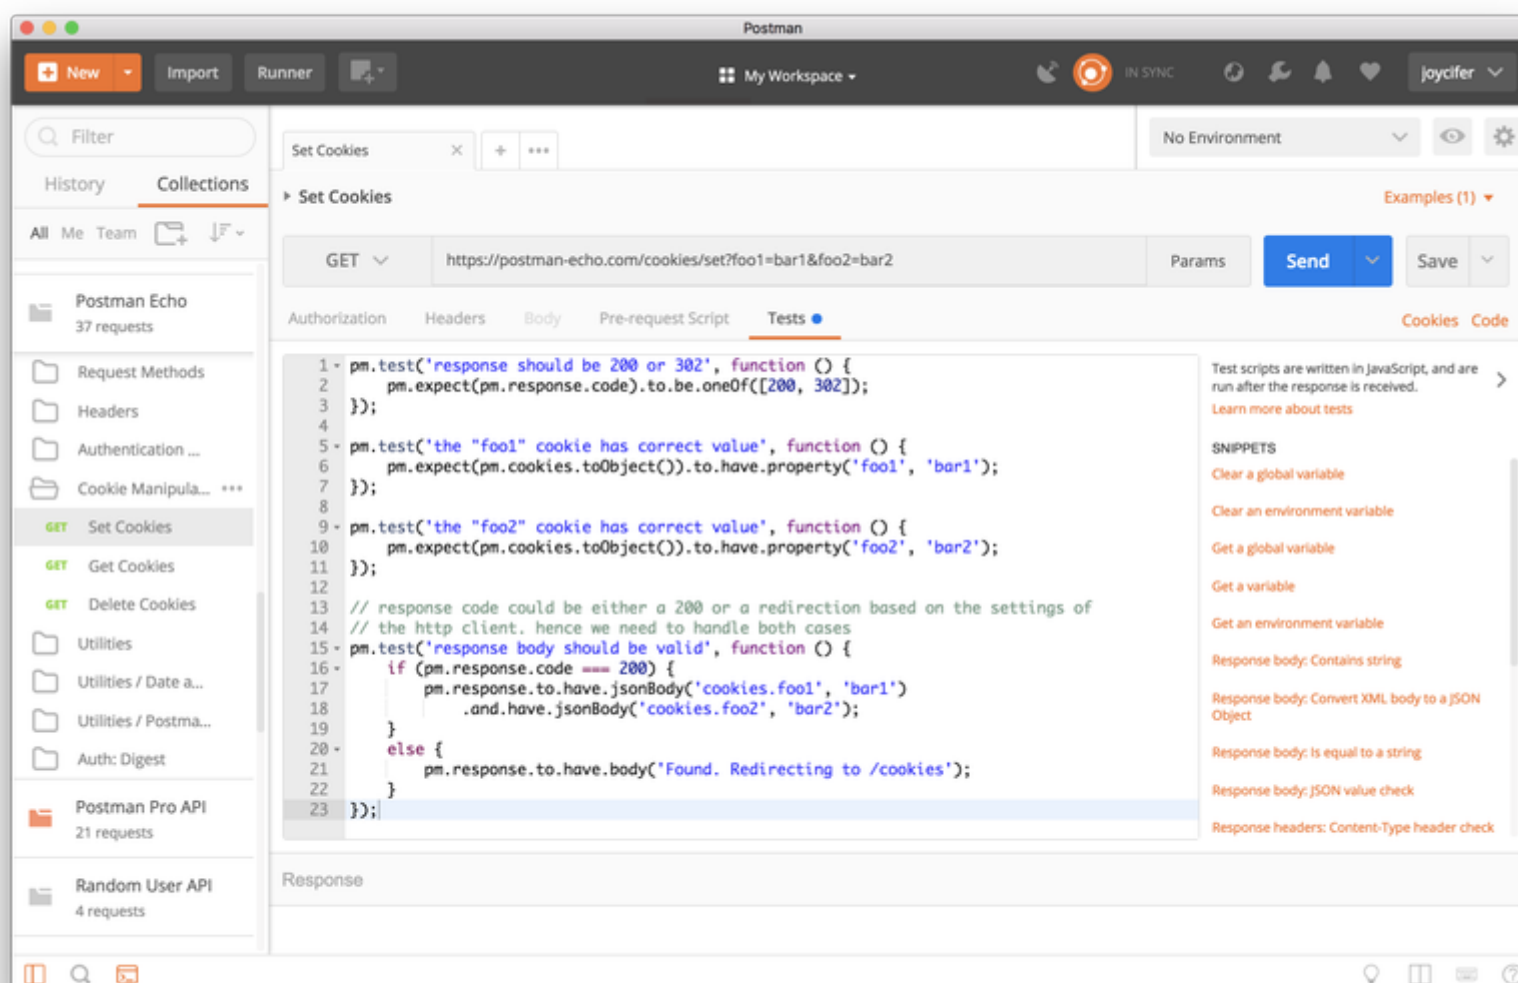 Postman
New
Import
Runner
My Workspace
IN SYNC
joycifer
Filter
History
Collections
All Me Team
Postman Echo
37 requests
Request Methods
Headers
Authentication ...
Cookie Manipula... •••
GET Set Cookies
GET Get Cookies
GET Delete Cookies
Utilities
Utilities / Date a...
Utilities / Postma...
Auth: Digest
Postman Pro API
21 requests
Random User API
4 requests
Set Cookies × + •••
No Environment
Set Cookies
Examples (1)
GET
https://postman-echo.com/cookies/set?foo1=bar1&foo2=bar2
Params
Send
Save
Authorization
Headers
Body
Pre-request Script
Tests
Cookies Code
1 pm.test('response should be 200 or 302', function () {
2     pm.expect(pm.response.code).to.be.oneOf([200, 302]);
3 });
4
5 pm.test('the "foo1" cookie has correct value', function () {
6     pm.expect(pm.cookies.toObject()).to.have.property('foo1', 'bar1');
7 });
8
9 pm.test('the "foo2" cookie has correct value', function () {
10     pm.expect(pm.cookies.toObject()).to.have.property('foo2', 'bar2');
11 });
12
13 // response code could be either a 200 or a redirection based on the settings of
14 // the http client. hence we need to handle both cases
15 pm.test('response body should be valid', function () {
16     if (pm.response.code === 200) {
17         pm.response.to.have.jsonBody('cookies.foo1', 'bar1')
18             .and.have.jsonBody('cookies.foo2', 'bar2');
19     }
20     else {
21         pm.response.to.have.body('Found. Redirecting to /cookies');
22     }
23 });
Test scripts are written in JavaScript, and are
run after the response is received.
Learn more about tests
SNIPPETS
Clear a global variable
Clear an environment variable
Get a global variable
Get a variable
Get an environment variable
Response body: Contains string
Response body: Convert XML body to a JSON
Object
Response body: Is equal to a string
Response body: JSON value check
Response headers: Content-Type header check
Response